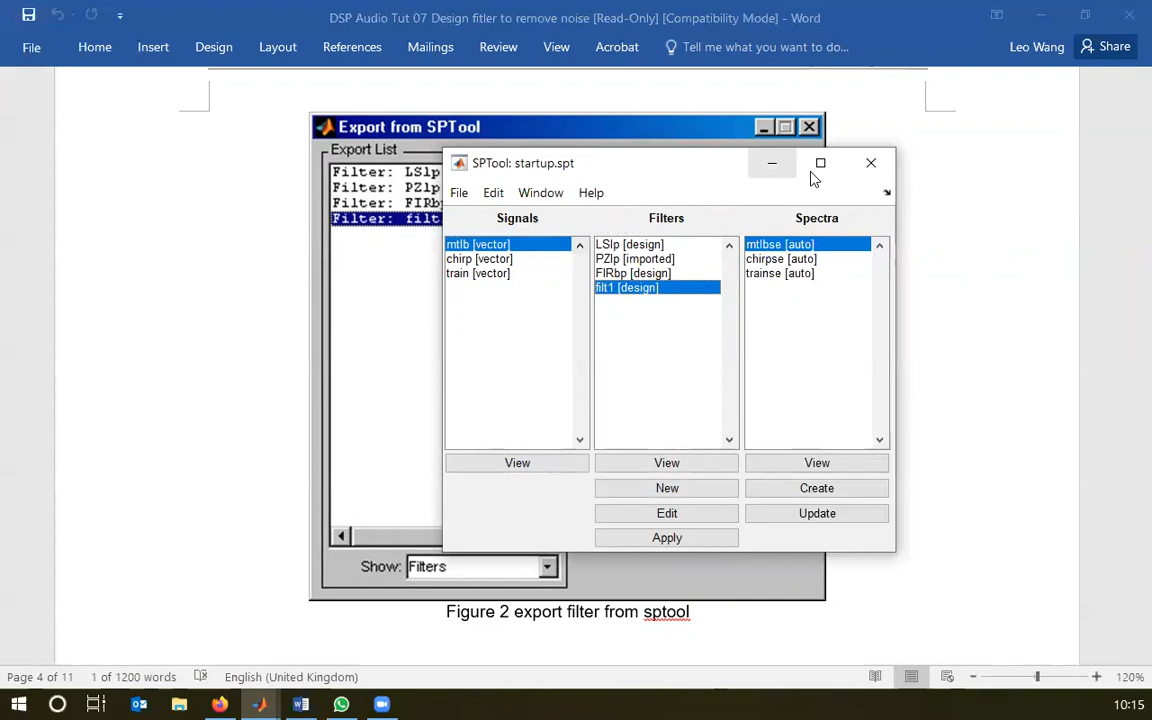 DSP Audio Tut 07 Design fitler to remove noise [Read-Only] [Compatibility Mode] - Word
File Home Insert Design Layout References Mailings Review View Acrobat Tell me what you want to do... Leo Wang Share
Export from SPTool
Export List
Filter: LSlp
Filter: PZlp
Filter: FIRbp
Filter: filt
Show: Filters
SPTool: startup.spt
File Edit Window Help
Signals Filters Spectra
mtlb [vector] LSlp [design] mtlbse [auto]
chirp [vector] PZlp [imported] chirpse [auto]
train [vector] FIRbp [design] trainse [auto]
filt1 [design]
View View View
New Create
Edit Update
Apply
Figure 2 export filter from sptool
Page 4 of 11 1 of 1200 words English (United Kingdom) 120%
10:15